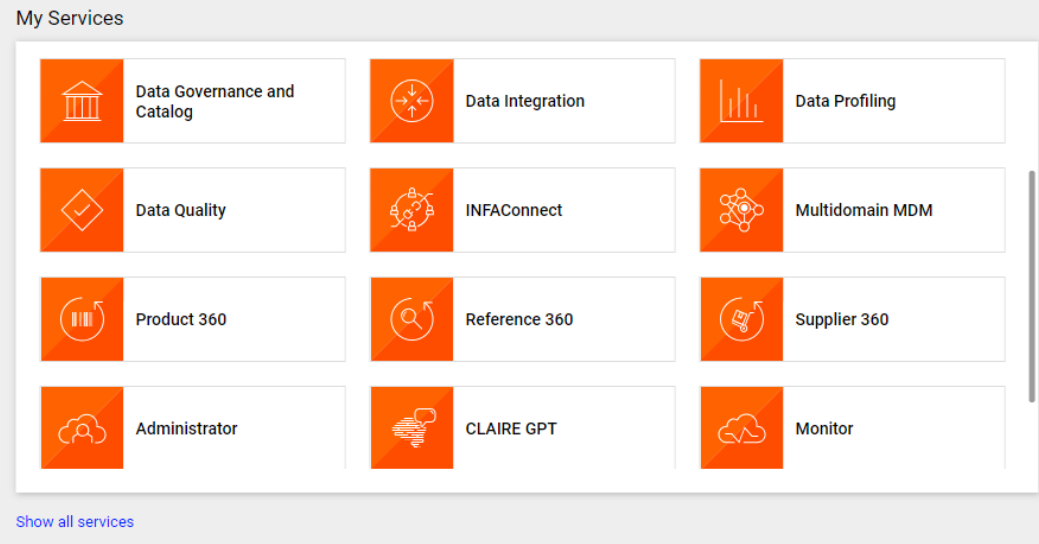 My Services
Data Governance and
Catalog
Data Integration
Data Profiling
Data Quality
INFAConnect
Multidomain MDM
Product 360
Reference 360
Supplier 360
Administrator
CLAIRE GPT
Monitor
Show all services